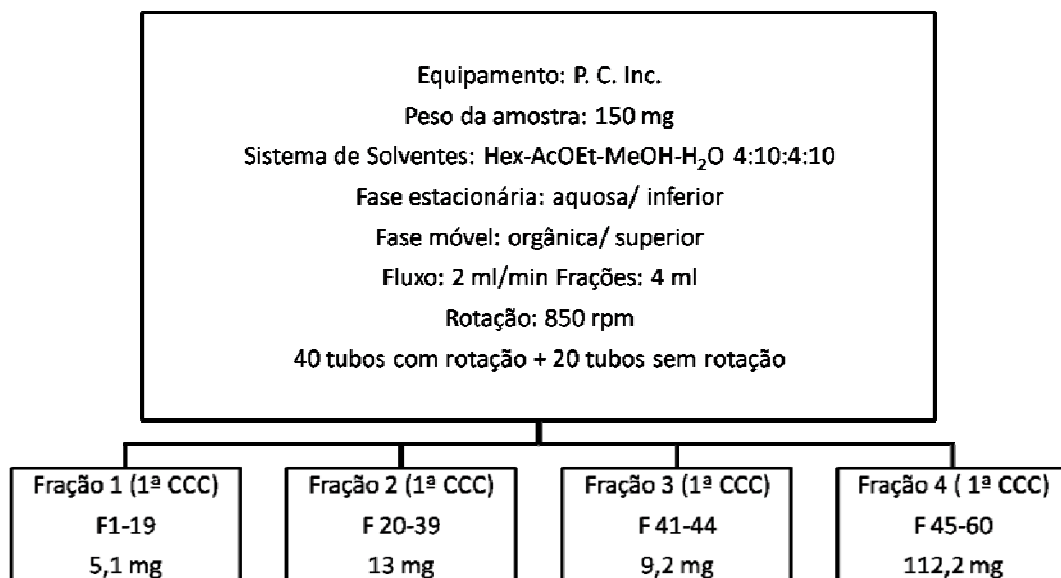 Equipamento: P. C. Inc.
Peso da amostra: 150 mg
Sistema de Solventes: Hex-AcOEt-MeOH-H₂O 4:10:4:10
Fase estacionária: aquosa/ inferior
Fase móvel: orgânica/ superior
Fluxo: 2 ml/min Frações: 4 ml
Rotação: 850 rpm
40 tubos com rotação + 20 tubos sem rotação
Fração 1 (1ª CCC)
F1-19
5,1 mg
Fração 2 (1ª CCC)
F 20-39
13 mg
Fração 3 (1ª CCC)
F 41-44
9,2 mg
Fração 4 ( 1ª CCC)
F 45-60
112,2 mg